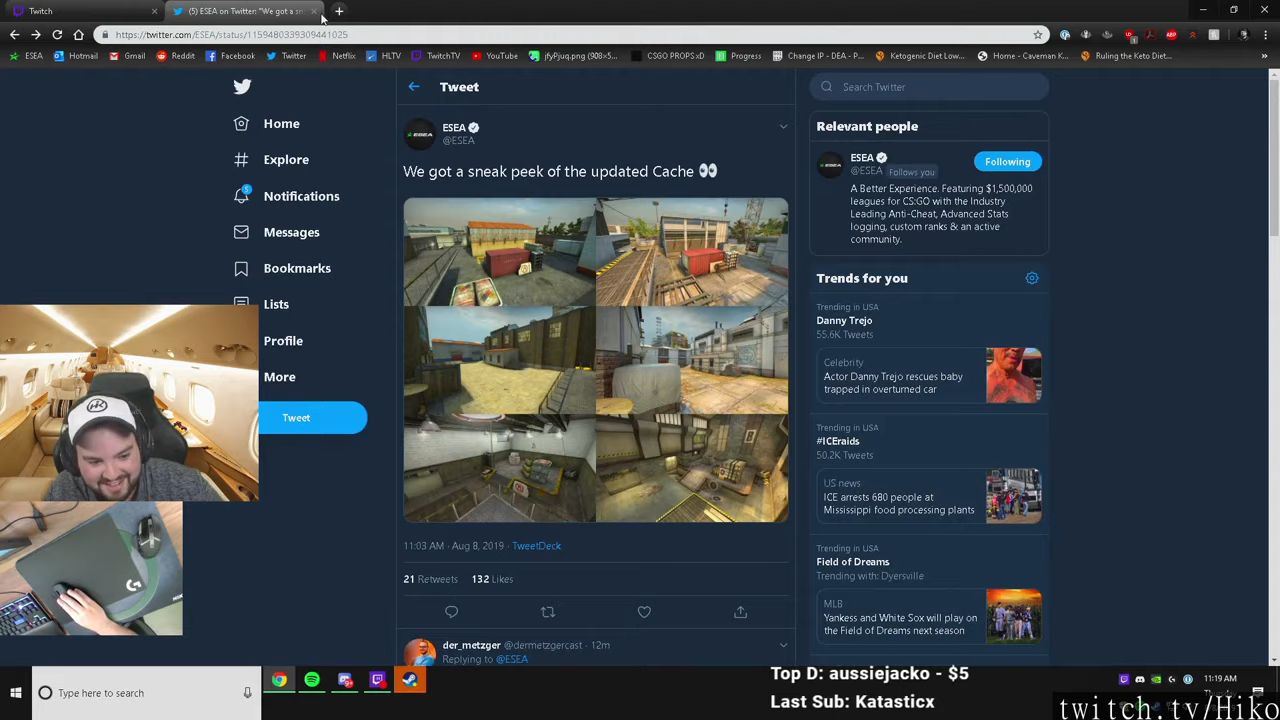 Twitch
(5) ESEA on Twitter: "We got a sn
https://twitter.com/ESEA/status/1159480339309441025
ESEA
Hotmail
Gmail
Reddit
Facebook
Twitter
Netflix
HLTV
TwitchTV
YouTube
jfyPjuq.png (908×5...
CSGO PROPS xD
Progress
Change IP - DEA - P...
Ketogenic Diet Low...
Home - Caveman K...
Ruling the Keto Diet...
Home
Explore
5
Notifications
Messages
Bookmarks
Lists
Profile
More
Tweet
Tweet
ESEA
@ESEA
We got a sneak peek of the updated Cache 👀
11:03 AM · Aug 8, 2019 · TweetDeck
21 Retweets 132 Likes
der_metzger @dermetzgercast · 12m
Replying to @ESEA
Search Twitter
Relevant people
ESEA
@ESEA Follows you
Following
A Better Experience. Featuring $1,500,000
leagues for CS:GO with the Industry
Leading Anti-Cheat, Advanced Stats
logging, custom ranks & an active
community.
Trends for you
Trending in USA
Danny Trejo
55.6K Tweets
Celebrity
Actor Danny Trejo rescues baby
trapped in overturned car
Trending in USA
#ICEraids
50.2K Tweets
US news
ICE arrests 680 people at
Mississippi food processing plants
Trending in USA
Field of Dreams
Trending with: Dyersville
MLB
Yankees and White Sox will play on
the Field of Dreams next season
Type here to search
Top D: aussiejacko - $5
Last Sub: Katasticx
11:19 AM
Thursday
twitch.tv/Hiko